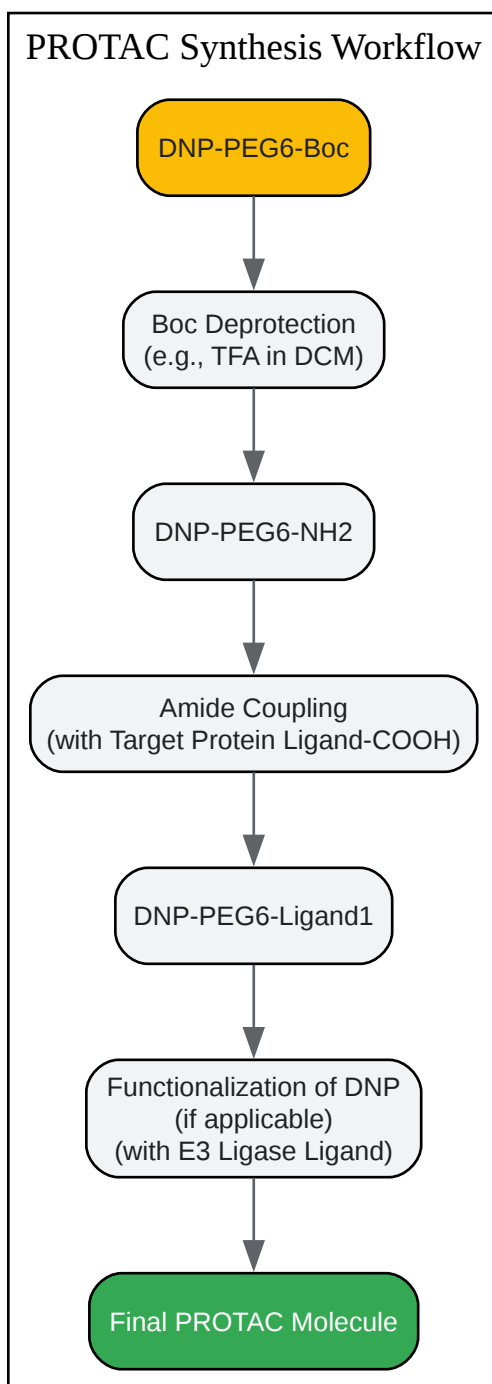 PROTAC Synthesis Workflow
DNP-PEG6-Boc
Boc Deprotection
(e.g., TFA in DCM)
DNP-PEG6-NH2
Amide Coupling
(with Target Protein Ligand-COOH)
DNP-PEG6-Ligand1
Functionalization of DNP
(if applicable)
(with E3 Ligase Ligand)
Final PROTAC Molecule